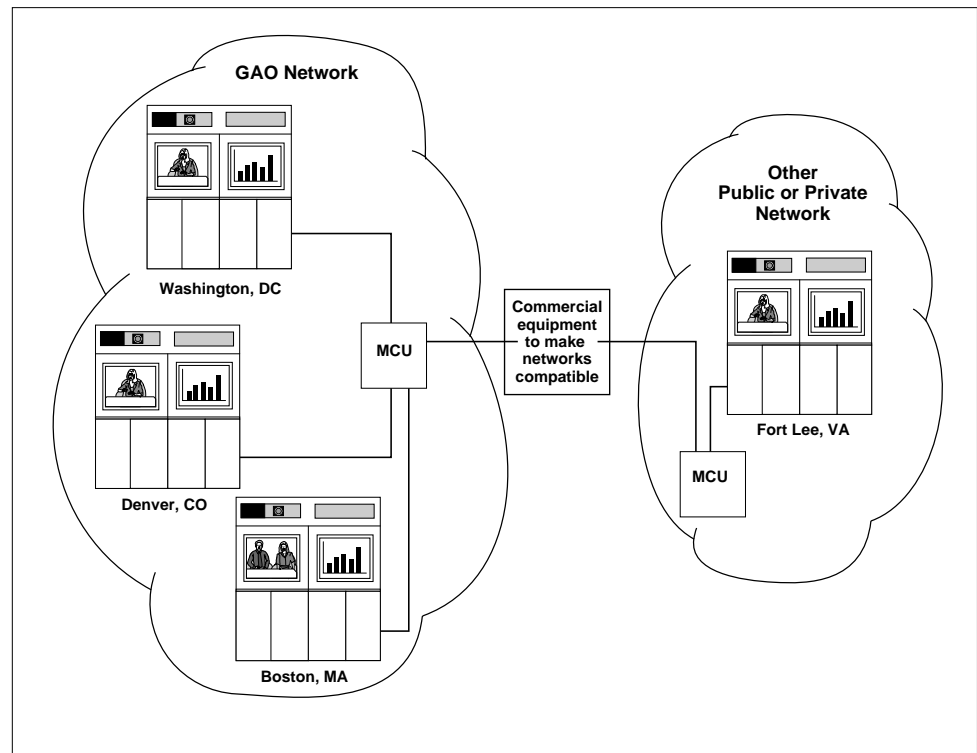 GAO Network
Washington, DC
Denver, CO
Boston, MA
MCU
Commercial
equipment
to make
networks
compatible
Other
Public or Private
Network
Fort Lee, VA
MCU